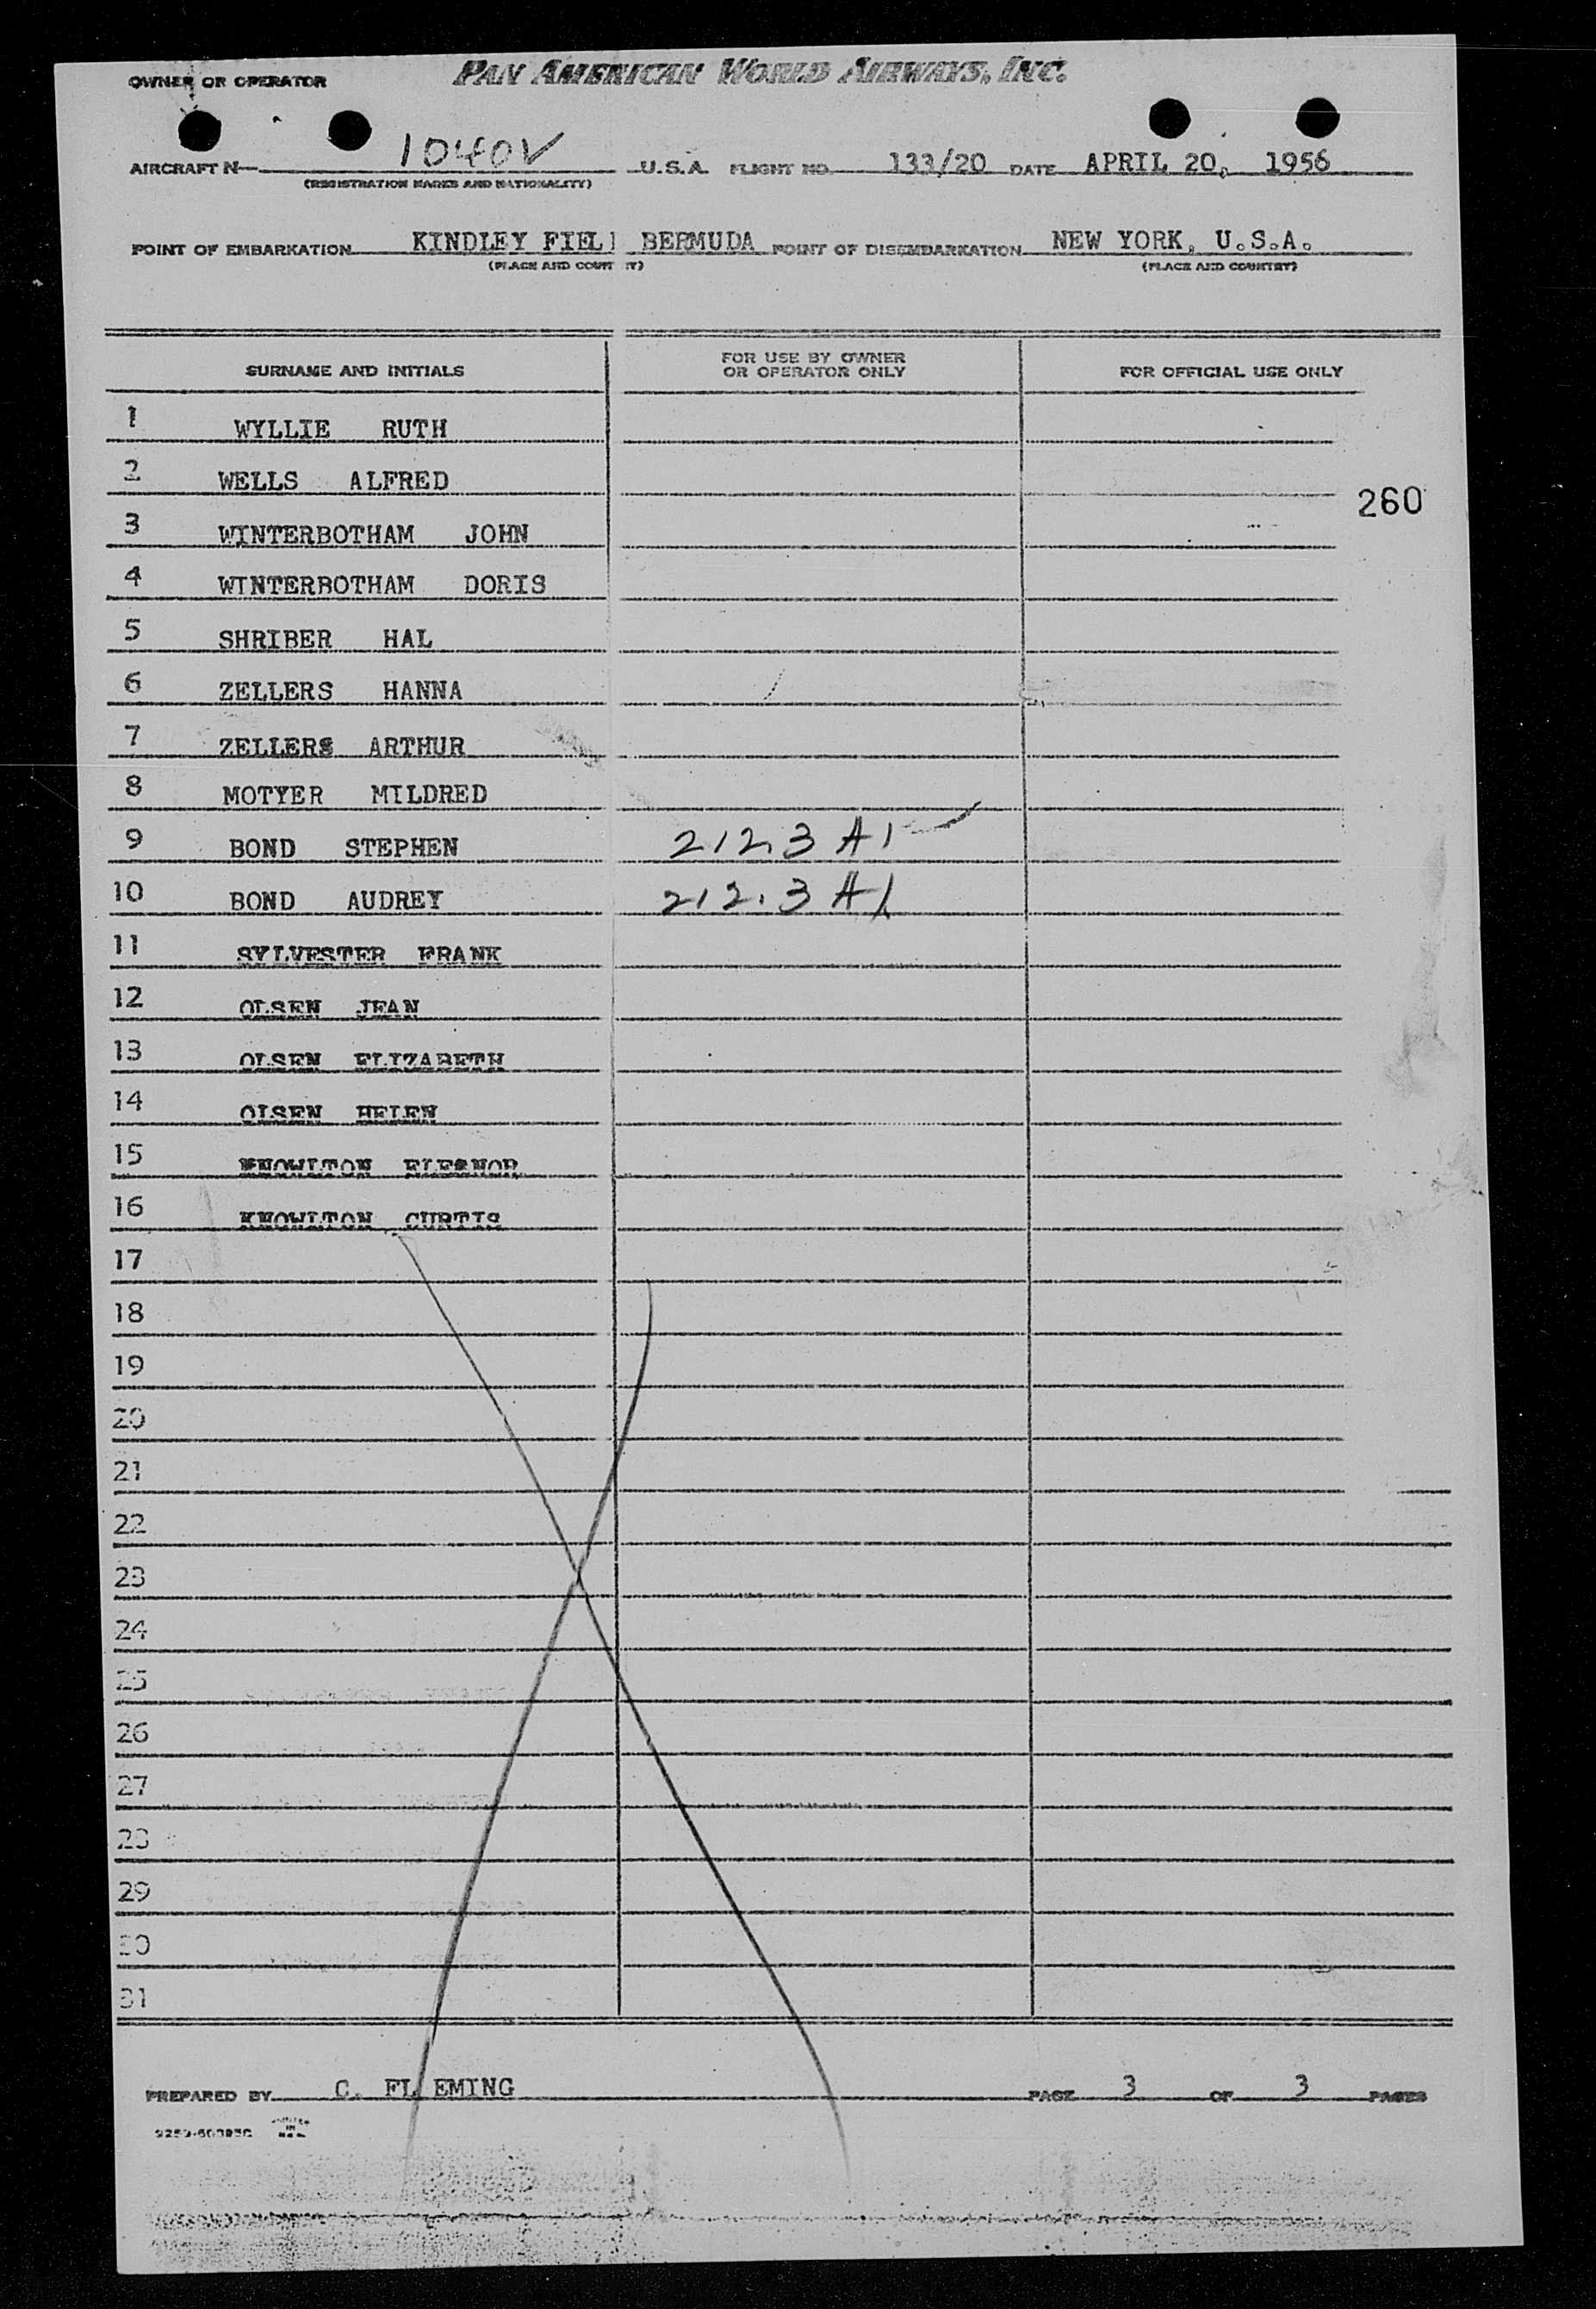 OWNER OR OPERATOR PAN AMERICAN WORLD AIRWAYS, INC.
AIRCRAFT N— 1040V U.S.A. FLIGHT NO. 133/20 DATE APRIL 20, 1956
(REGISTRATION MARKS AND NATIONALITY)
POINT OF EMBARKATION KINDLEY FIEL BERMUDA POINT OF DISEMBARKATION NEW YORK, U.S.A.
(PLACE AND COUNTRY) (PLACE AND COUNTRY)
SURNAME AND INITIALS FOR USE BY OWNER OR OPERATOR ONLY FOR OFFICIAL USE ONLY
1 WYLLIE RUTH
2 WELLS ALFRED
260
3 WINTERBOTHAM JOHN
4 WINTERBOTHAM DORIS
5 SHRIBER HAL
6 ZELLERS HANNA
7 ZELLERS ARTHUR
8 MOTYER MILDRED
9 BOND STEPHEN 212.3 A1
10 BOND AUDREY 212.3 A1
11 SYLVESTER FRANK
12 OLSEN JEAN
13 OLSEN ELIZABETH
14 OLSEN HELEN
15 KNOWLTON ELEANOR
16 KNOWLTON CURTIS
17
18
19
20
21
22
23
24
25
26
27
28
29
30
31
PREPARED BY C. FLEMING PAGE 3 OF 3 PAGES